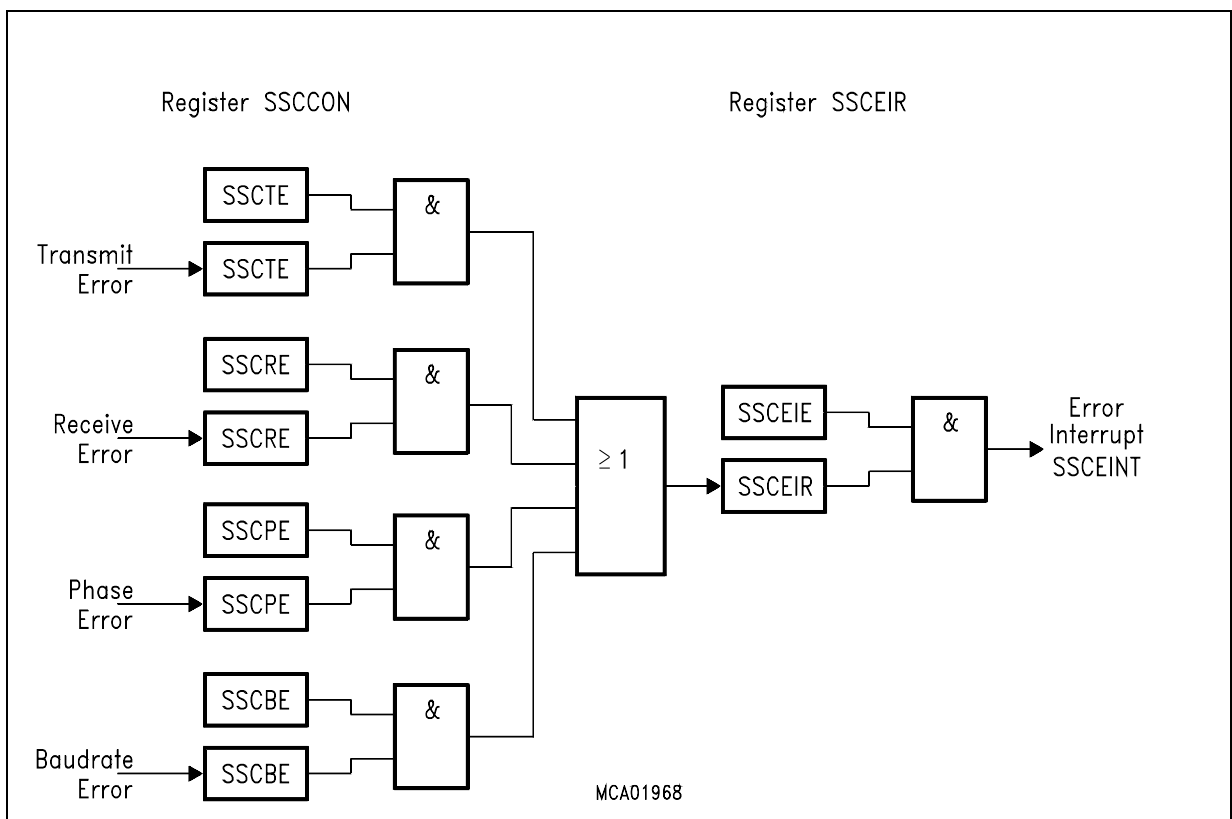 Register SSCCON
Register SSCEIR
SSCTE
&
Transmit
Error
SSCTE
SSCRE
&
Receive
Error
SSCRE
SSCPE
&
Phase
Error
SSCPE
SSCBE
&
Baudrate
Error
SSCBE
≥ 1
SSCEIE
SSCEIR
&
Error
Interrupt
SSCEINT
MCA01968